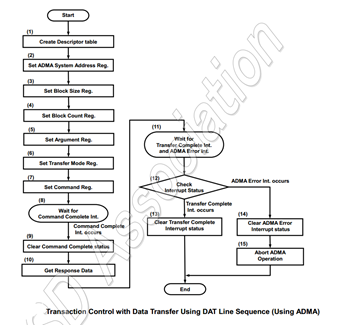 Start
(1)
Create Descriptor table
(2)
Set ADMA System Address Reg.
(3)
Set Block Size Reg.
(4)
Set Block Count Reg.
(5)
Set Argument Reg.
(6)
Set Transfer Mode Reg.
(7)
Set Command Reg.
(8)
Wait for
Command Complete Int.
Command Complete
Int. occurs
(9)
Clear Command Complete status
(10)
Get Response Data
(11)
Wait for
Transfer Complete Int.
and ADMA Error Int.
(12)
Check
Interrupt Status
ADMA Error Int. occurs
Transfer Complete
Int. occurs
(13)
Clear Transfer Complete
Interrupt status
(14)
Clear ADMA Error
Interrupt status
(15)
Abort ADMA
Operation
End
Transaction Control with Data Transfer Using DAT Line Sequence (Using ADMA)
Association